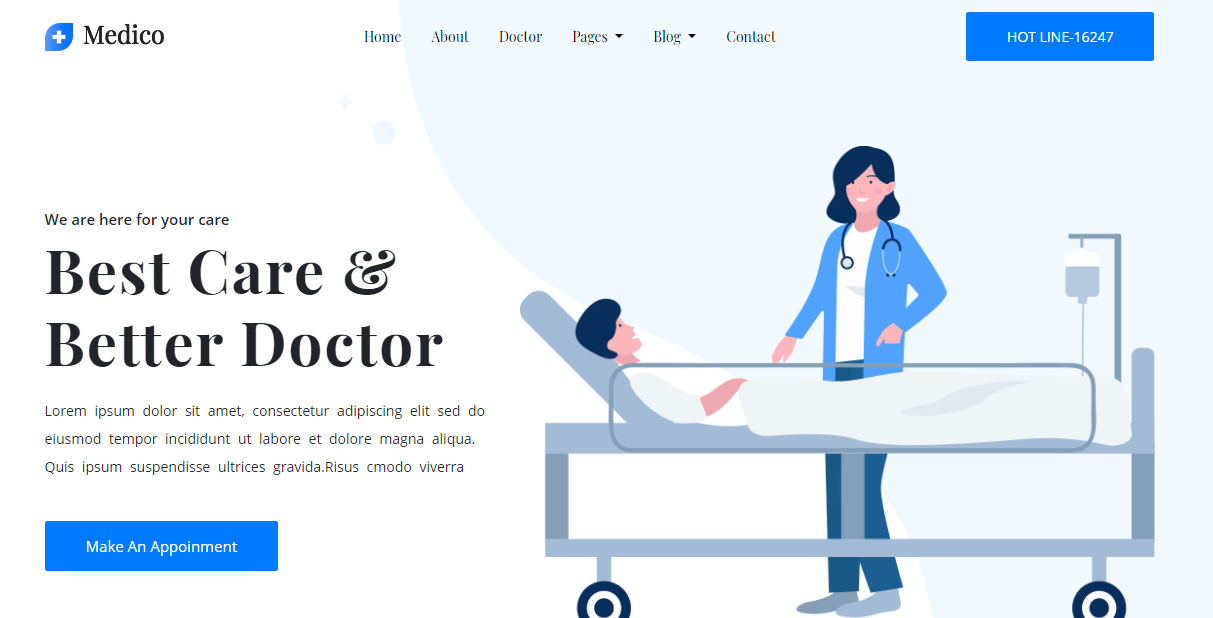 Medico
Home About Doctor Pages Blog Contact
HOT LINE-16247
We are here for your care
Best Care &
Better Doctor
Lorem ipsum dolor sit amet, consectetur adipiscing elit sed do
eiusmod tempor incididunt ut labore et dolore magna aliqua.
Quis ipsum suspendisse ultrices gravida.Risus cmodo viverra
Make An Appoinment